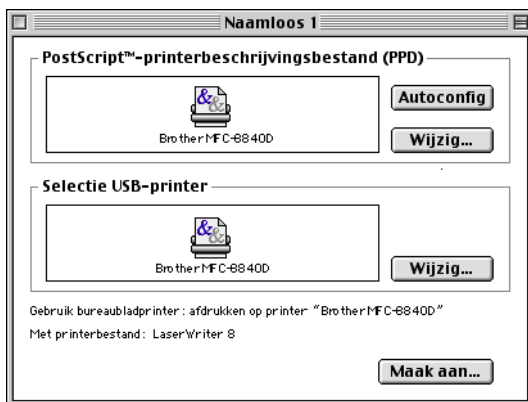 Naamloos 1
PostScript™-printerbeschrijvingsbestand (PPD)
Autoconfig
Brother MFC-8840D
Wijzig...
Selectie USB-printer
Brother MFC-8840D
Wijzig...
Gebruik bureaubladprinter: afdrukken op printer “Brother MFC-8840D”
Met printerbestand: LaserWriter 8
Maak aan...